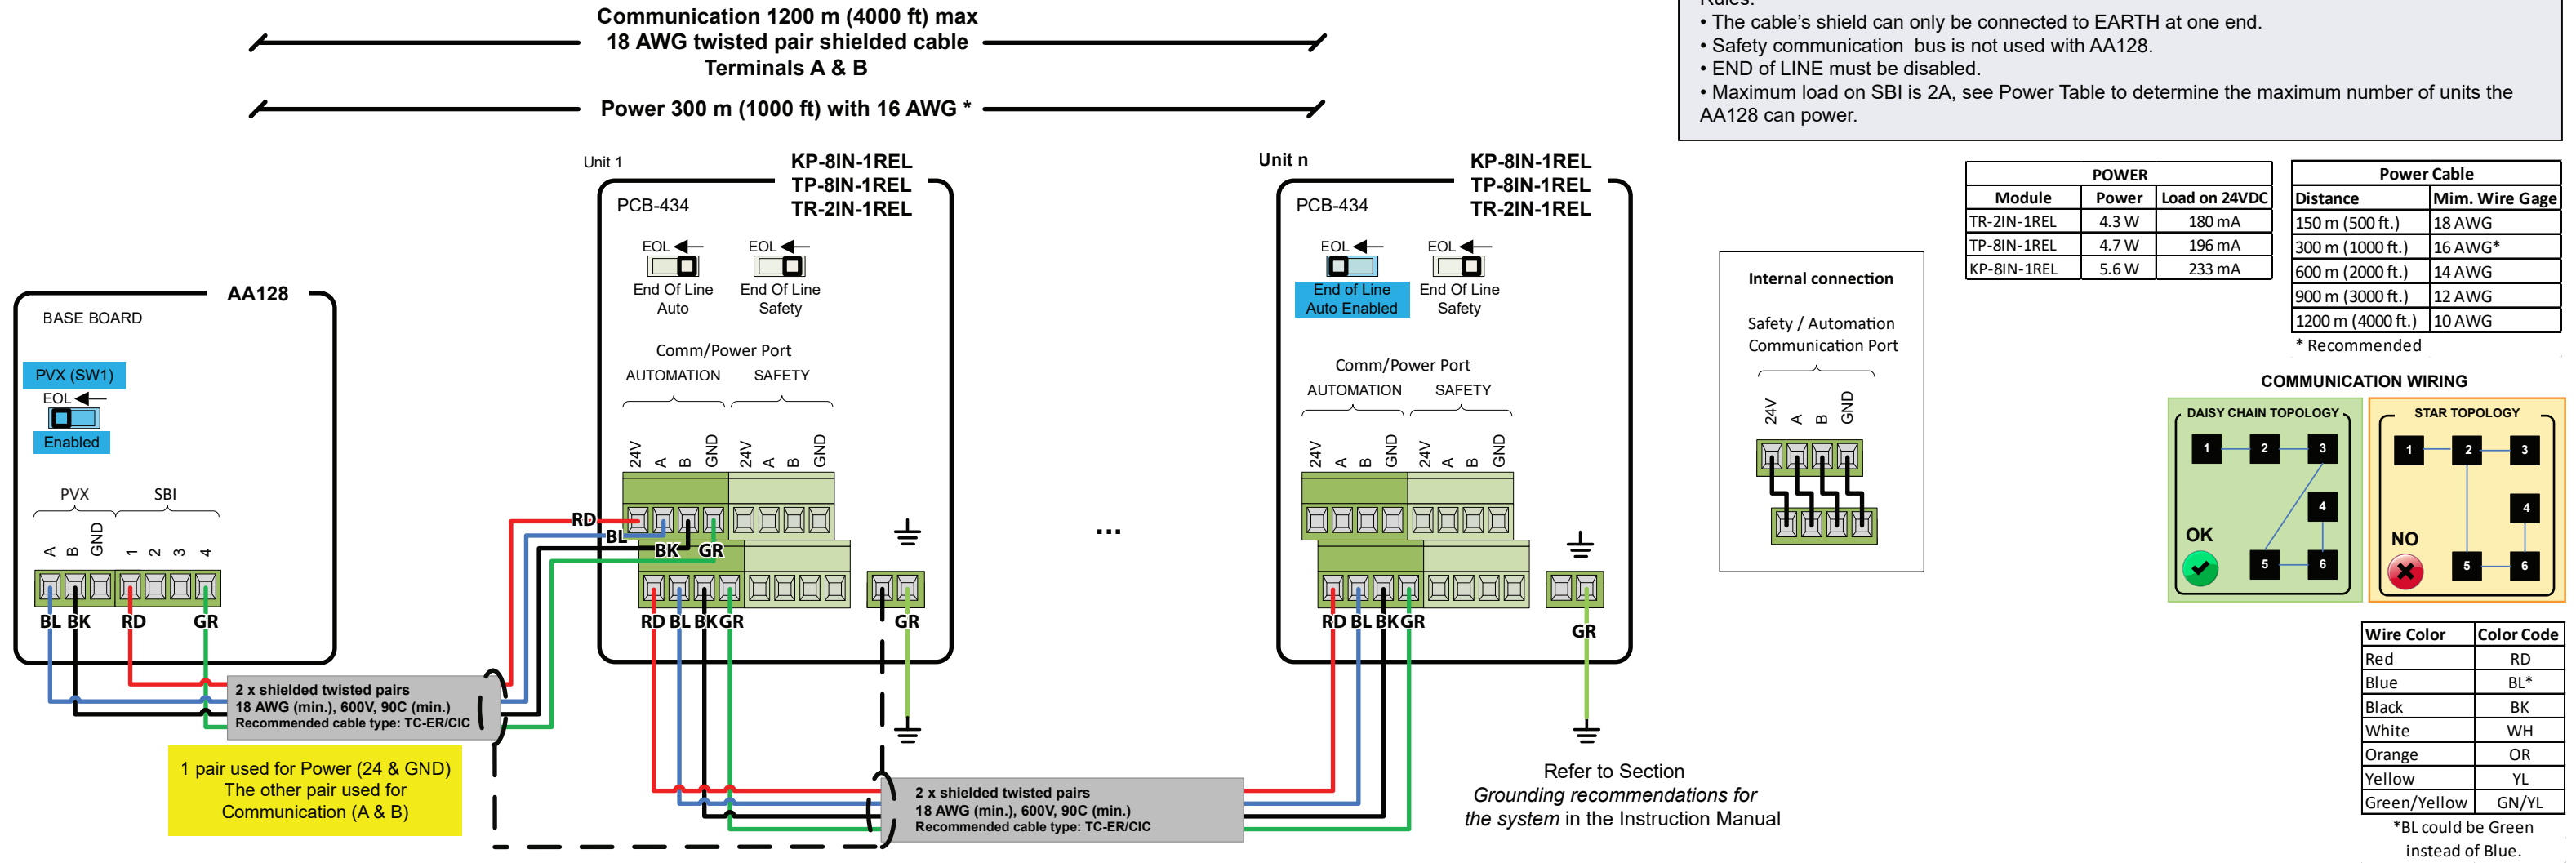 Communication 1200 m (4000 ft) max
18 AWG twisted pair shielded cable
Terminals A & B
Power 300 m (1000 ft) with 16 AWG *
Rules:
• The cable's shield can only be connected to EARTH at one end.
• Safety communication bus is not used with AA128.
• END of LINE must be disabled.
• Maximum load on SBI is 2A, see Power Table to determine the maximum number of units the
AA128 can power.
AA128
BASE BOARD
PVX (SW1)
EOL
Enabled
PVX SBI
A B GND 1 2 3 4
BL BK RD GR
2 x shielded twisted pairs
18 AWG (min.), 600V, 90C (min.)
Recommended cable type: TC-ER/CIC
1 pair used for Power (24 & GND)
The other pair used for
Communication (A & B)
Unit 1
KP-8IN-1REL
TP-8IN-1REL
TR-2IN-1REL
PCB-434
EOL EOL
End Of Line End Of Line
Auto Safety
Comm/Power Port
AUTOMATION SAFETY
24V A B GND 24V A B GND
RD
BL
BK GR
RD BL BK GR
GR
...
2 x shielded twisted pairs
18 AWG (min.), 600V, 90C (min.)
Recommended cable type: TC-ER/CIC
Unit n
KP-8IN-1REL
TP-8IN-1REL
TR-2IN-1REL
PCB-434
EOL EOL
End of Line End Of Line
Auto Enabled Safety
Comm/Power Port
AUTOMATION SAFETY
24V A B GND 24V A B GND
RD BL BK GR
GR
Refer to Section
Grounding recommendations for
the system in the Instruction Manual
Internal connection
Safety / Automation
Communication Port
24V A B GND
POWER
Module Power Load on 24VDC
TR-2IN-1REL 4.3 W 180 mA
TP-8IN-1REL 4.7 W 196 mA
KP-8IN-1REL 5.6 W 233 mA
Power Cable
Distance Mim. Wire Gage
150 m (500 ft.) 18 AWG
300 m (1000 ft.) 16 AWG*
600 m (2000 ft.) 14 AWG
900 m (3000 ft.) 12 AWG
1200 m (4000 ft.) 10 AWG
* Recommended
COMMUNICATION WIRING
DAISY CHAIN TOPOLOGY
1 2 3
4
OK
5 6
STAR TOPOLOGY
1 2 3
4
NO
5 6
Wire Color Color Code
Red RD
Blue BL*
Black BK
White WH
Orange OR
Yellow YL
Green/Yellow GN/YL
*BL could be Green
instead of Blue.